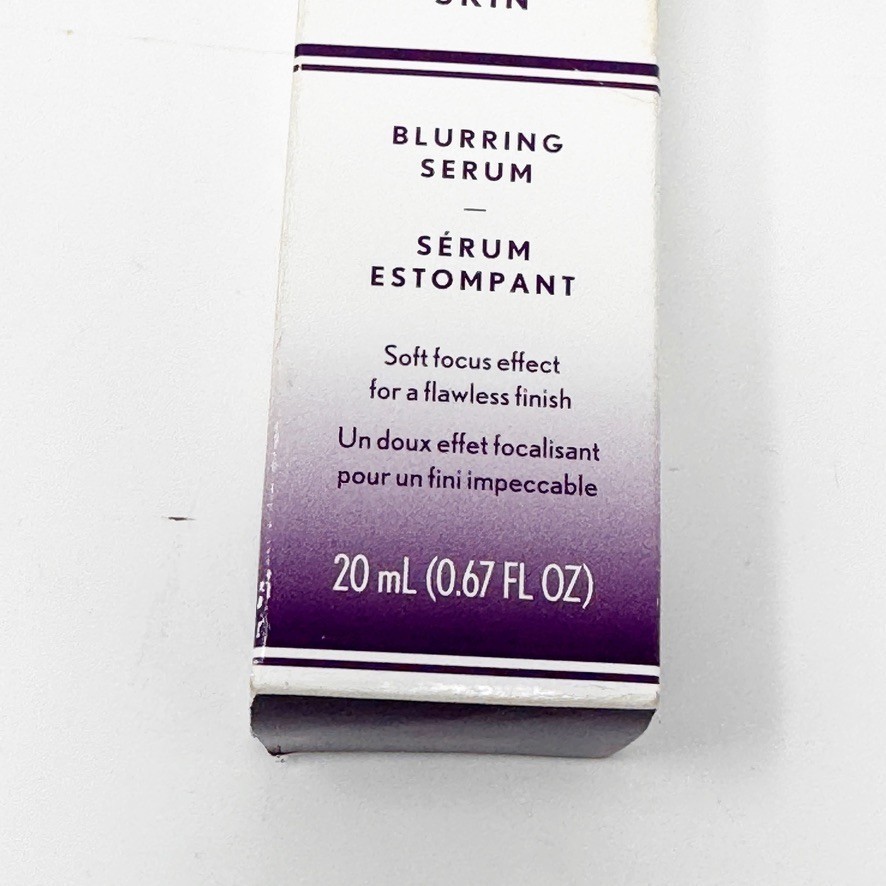 SKIN
BLURRING
SERUM
—
SÉRUM
ESTOMPANT
Soft focus effect
for a flawless finish
Un doux effet focalisant
pour un fini impeccable
20 mL (0.67 FL OZ)